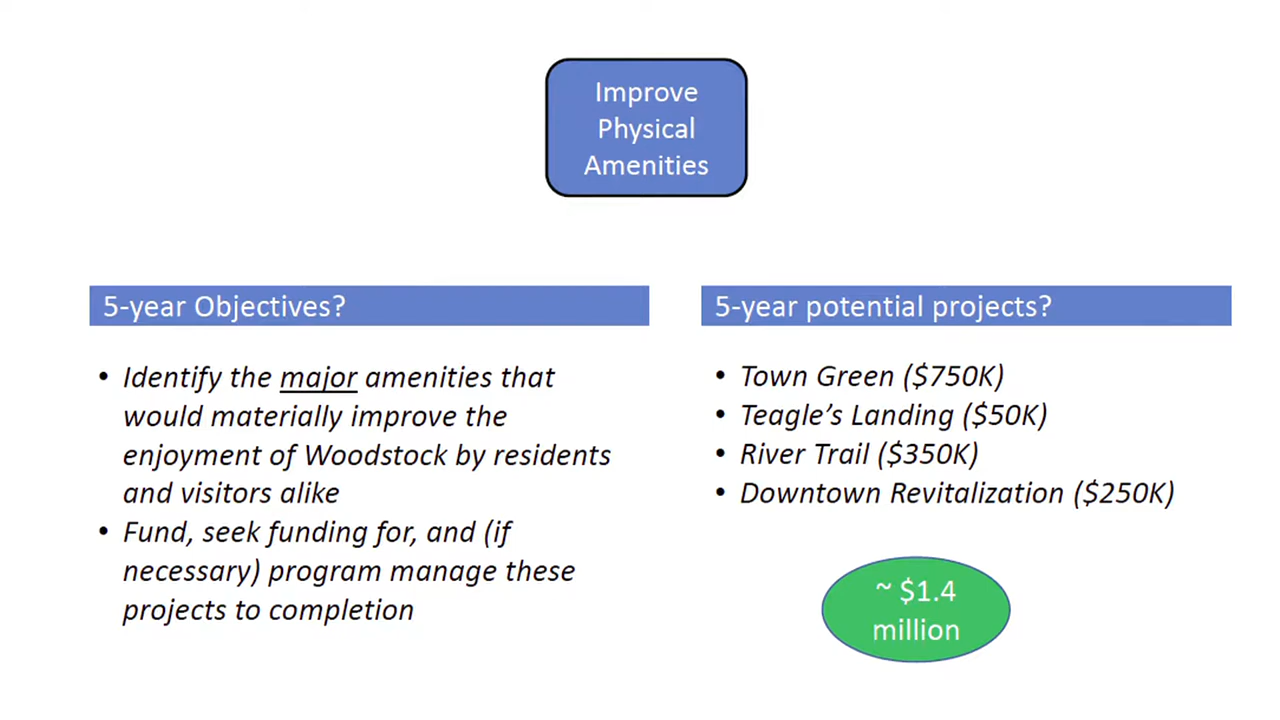 Improve
Physical
Amenities
5-year Objectives?
• Identify the major amenities that
would materially improve the
enjoyment of Woodstock by residents
and visitors alike
• Fund, seek funding for, and (if
necessary) program manage these
projects to completion
5-year potential projects?
• Town Green ($750K)
• Teagle’s Landing ($50K)
• River Trail ($350K)
• Downtown Revitalization ($250K)
~ $1.4
million